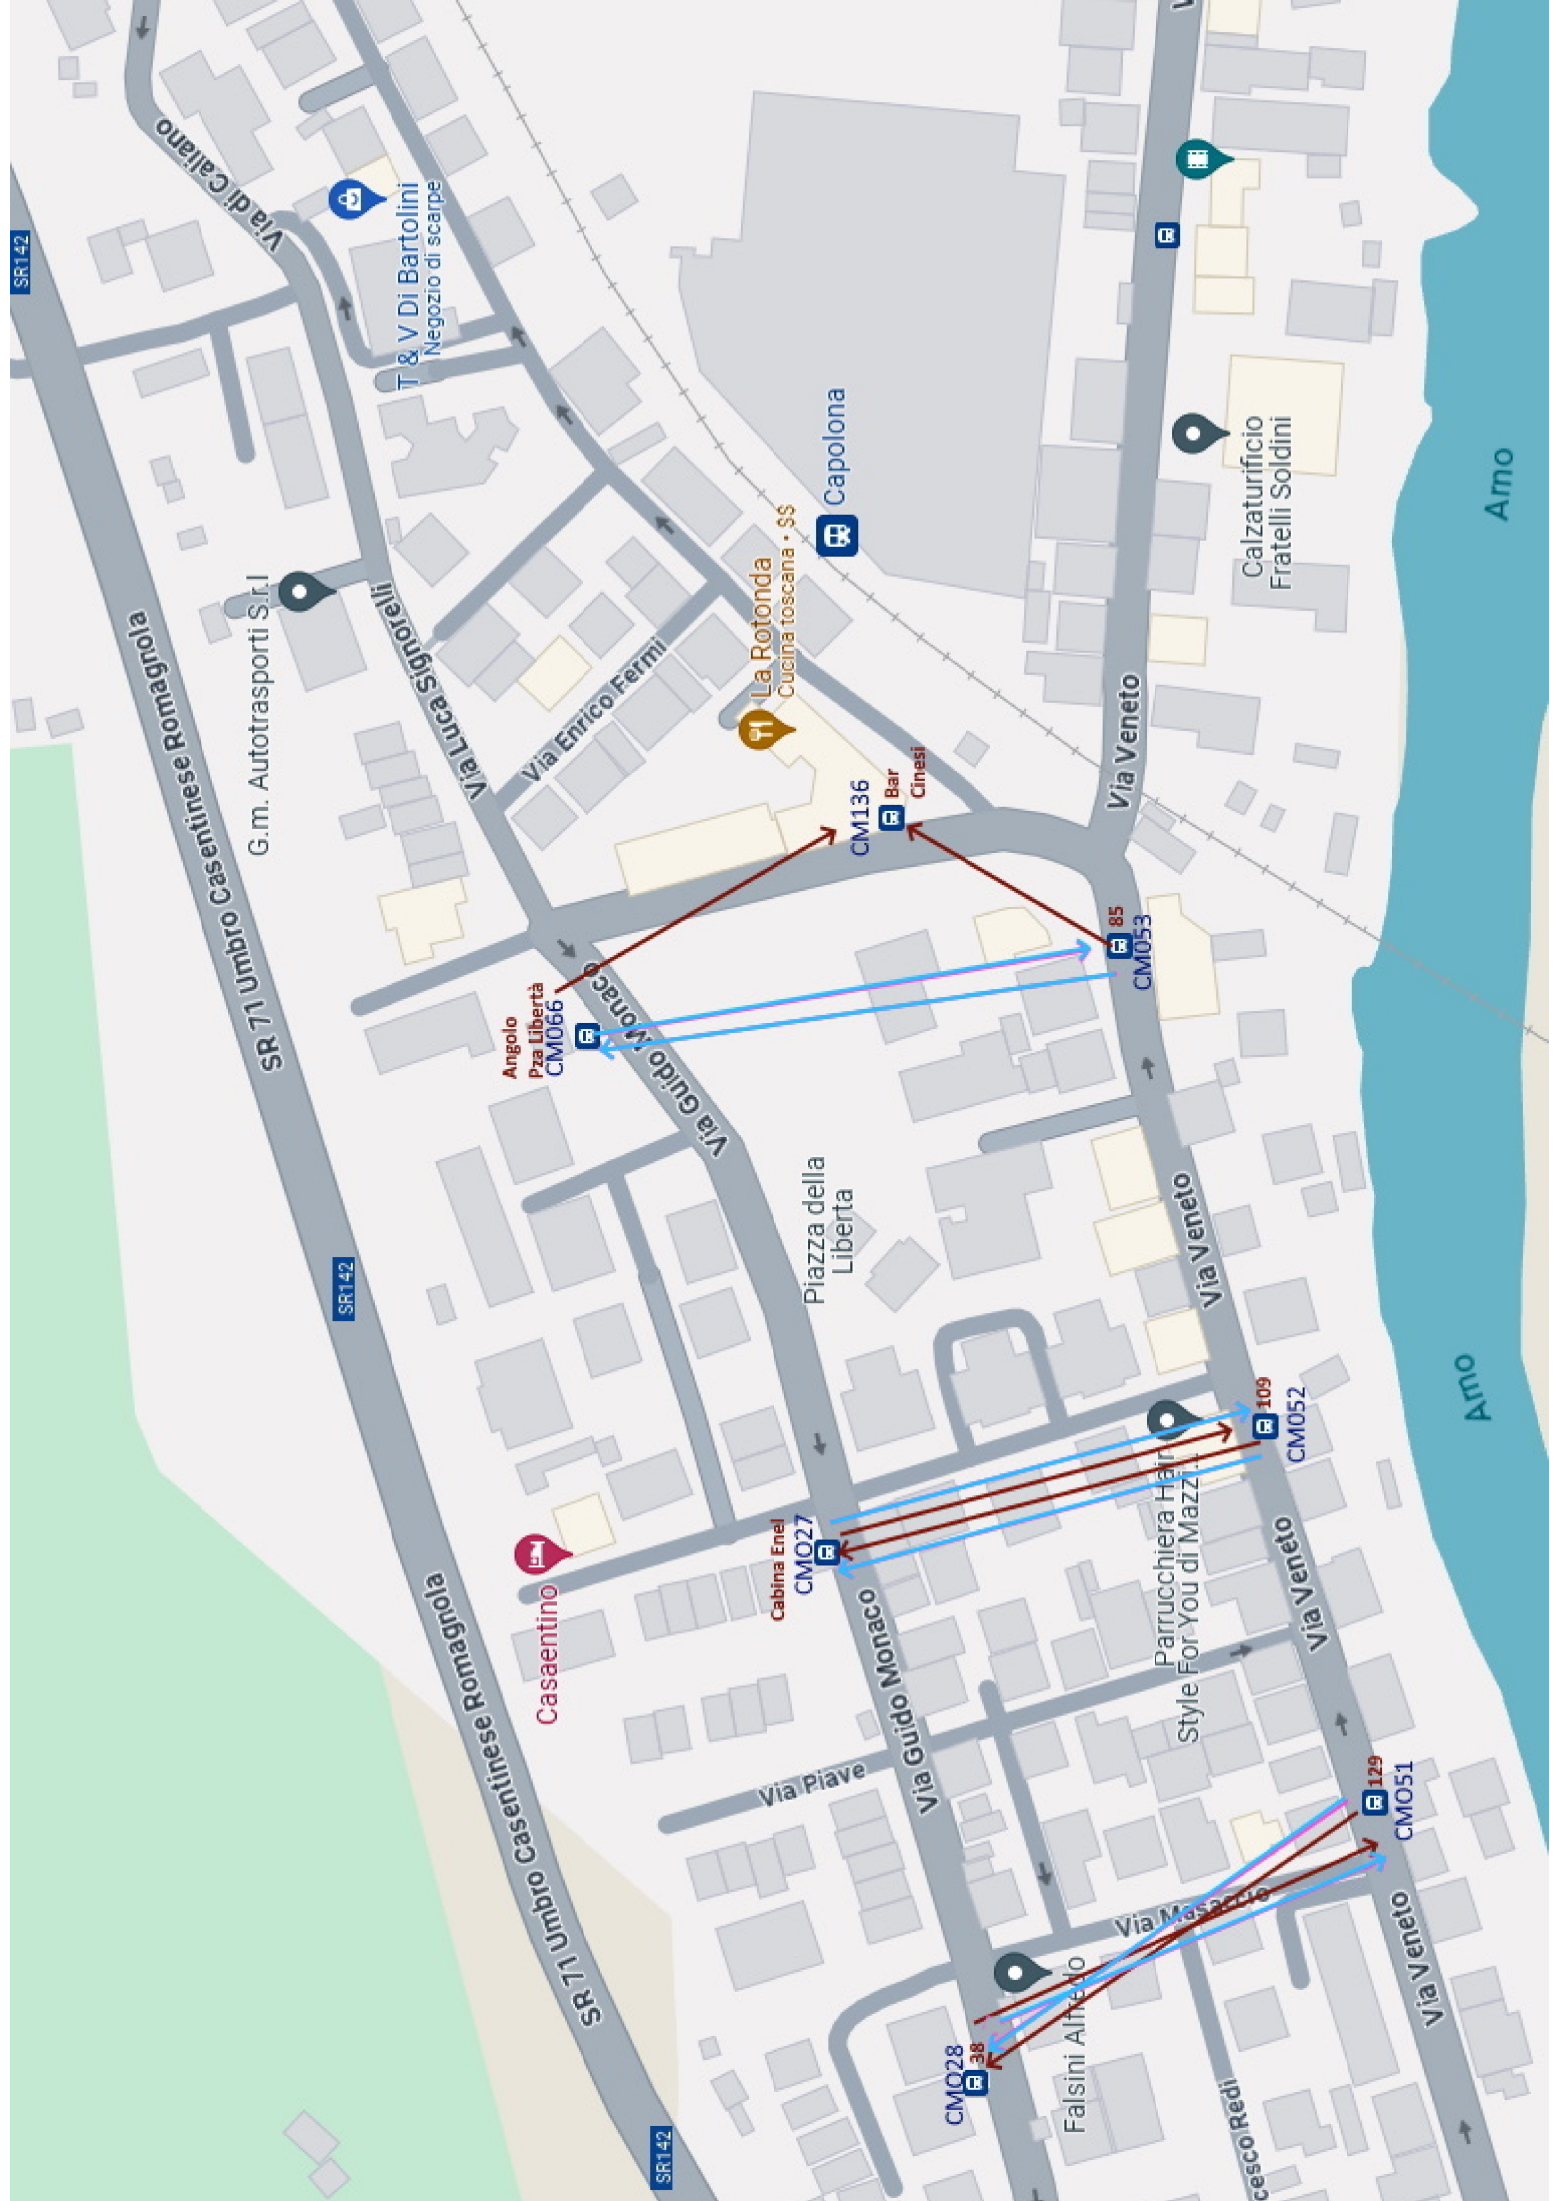 SR142
Via di Caliano
T & V Di Bartolini
Negozio di scarpe
SR 71 Umbro Casentinese Romagnola
G.m. Autotrasporti S.r.l
Via Luca Signorelli
Via Enrico Fermi
La Rotonda
Cucina toscana • $$
Capolona
Calzaturificio
Fratelli Soldini
Arno
Via Veneto
CM136
Bar
Cinesi
85
CM053
Angolo
Pza Libertà
CM066
Via Guido Monaco
SR142
Piazza della
Liberta
Via Veneto
109
CM052
Arno
Parrucchiera Hair
Style For You di Mazzi...
Cabina Enel
CMO27
Casaentino
SR 71 Umbro Casentinese Romagnola
Via Guido Monaco
Via Veneto
Via Piave
129
CMO51
Via Masaccio
Via Veneto
Falsini Alfredo
38
CMO28
cesco Redi
SR142